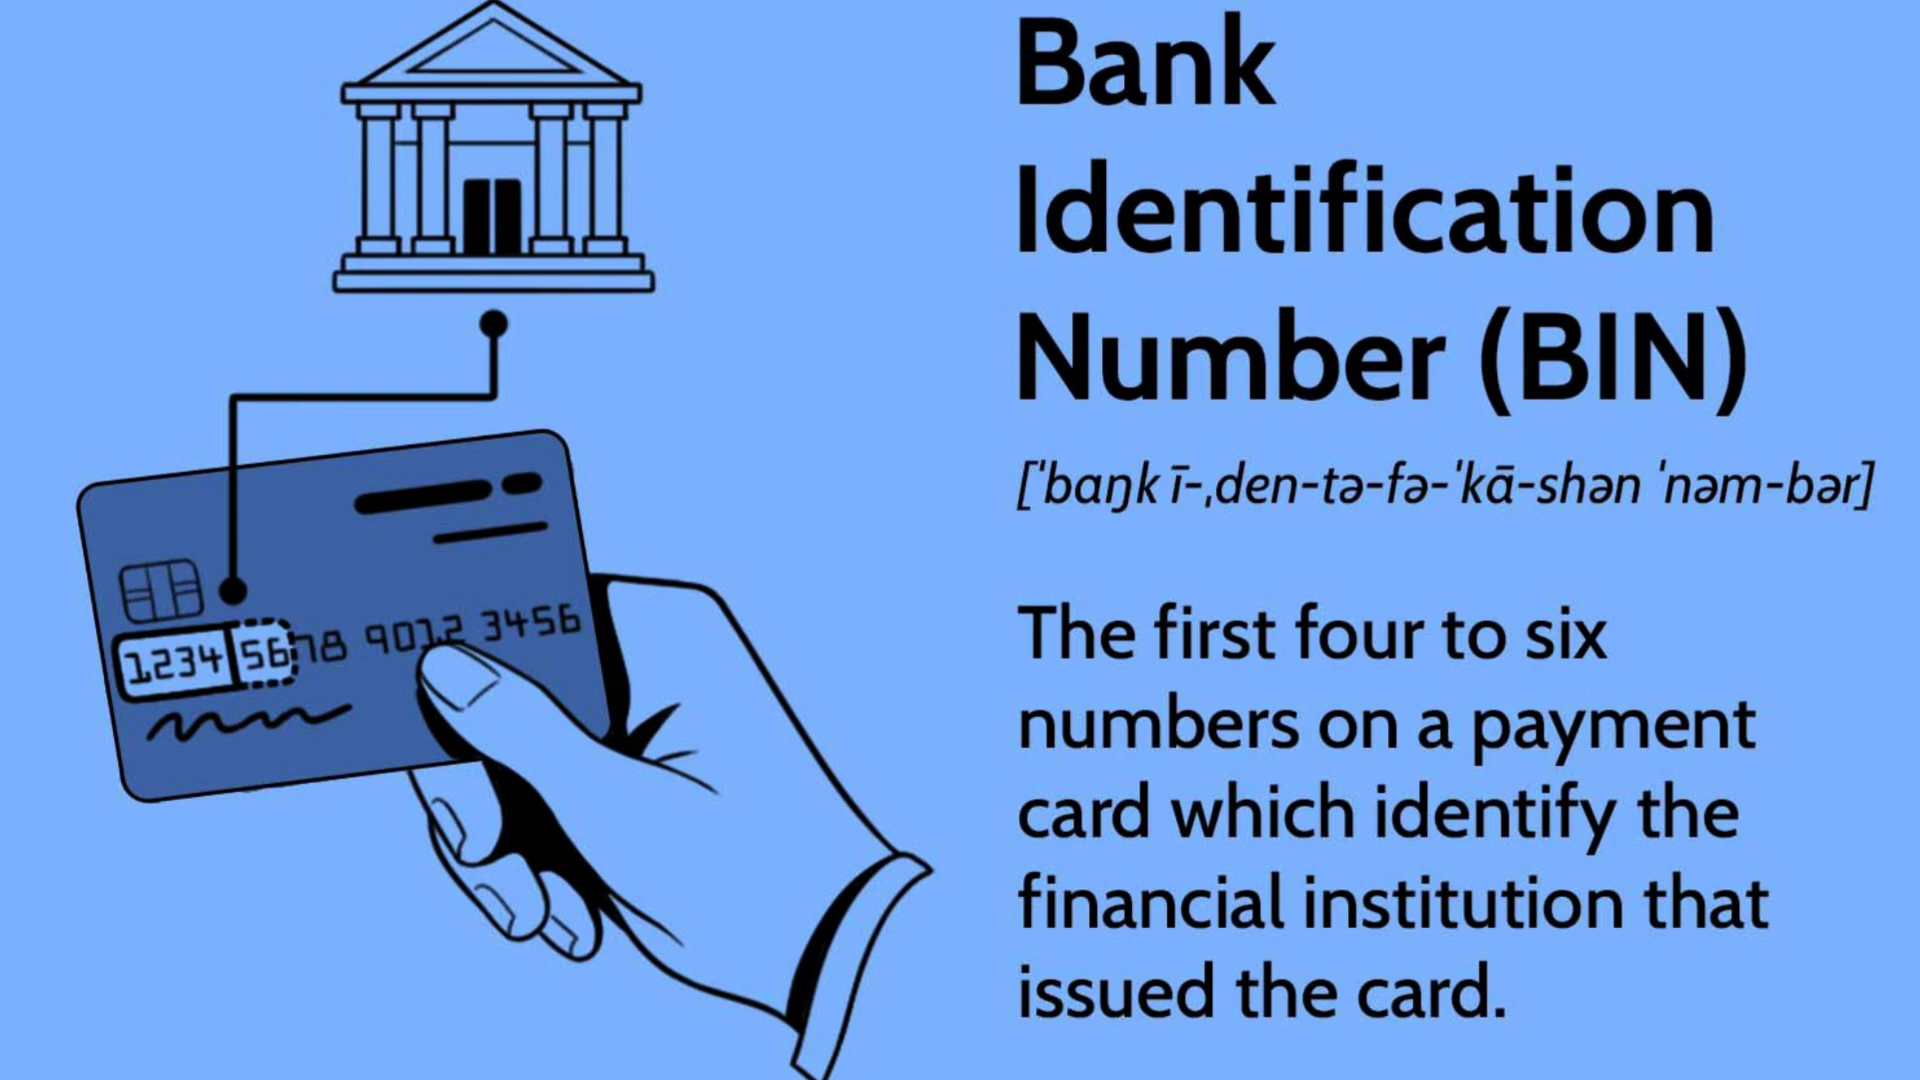 Bank
Identification
Number (BIN)
[ˈbaŋk ī-ˌden-tə-fə-ˈkā-shən ˈnəm-bər]
1234 5678 9012 3456
The first four to six
numbers on a payment
card which identify the
financial institution that
issued the card.